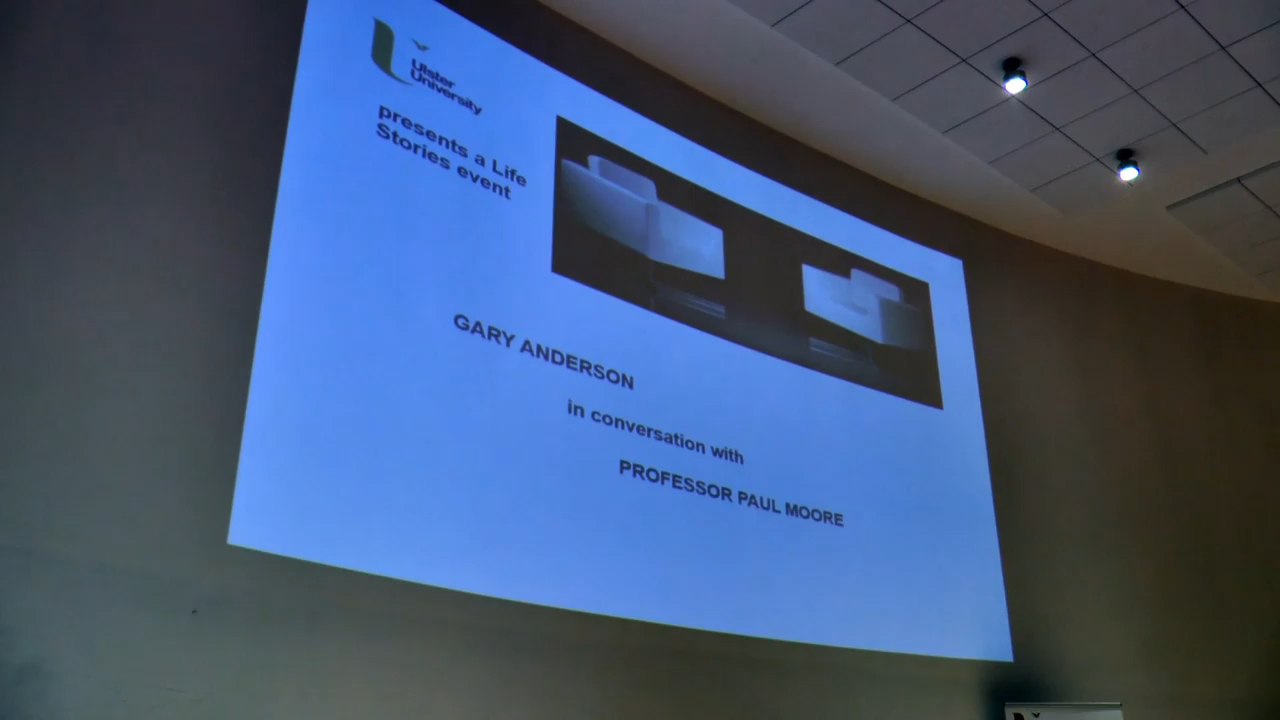 Ulster
University
presents a Life
Stories event
GARY ANDERSON
in conversation with
PROFESSOR PAUL MOORE